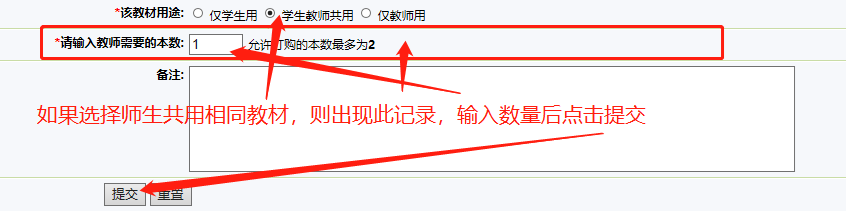 *该教材用途: 仅学生用 学生教师共用 仅教师用
*请输入教师需要的本数: 1 允许订购的本数最多为2
备注:
如果选择师生共用相同教材，则出现此记录，输入数量后点击提交
提交 重置